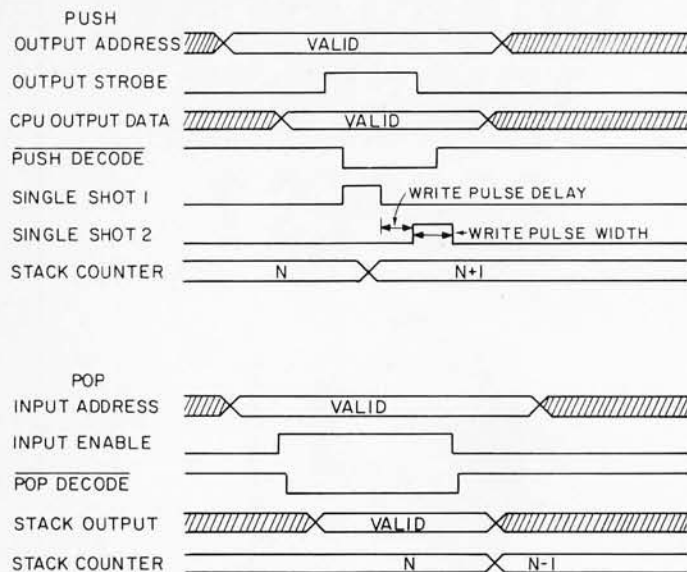 PUSH
OUTPUT ADDRESS VALID
OUTPUT STROBE
CPU OUTPUT DATA VALID
PUSH DECODE
SINGLE SHOT 1 WRITE PULSE DELAY
SINGLE SHOT 2 WRITE PULSE WIDTH
STACK COUNTER N N+1
POP
INPUT ADDRESS VALID
INPUT ENABLE
POP DECODE
STACK OUTPUT VALID
STACK COUNTER N N-1